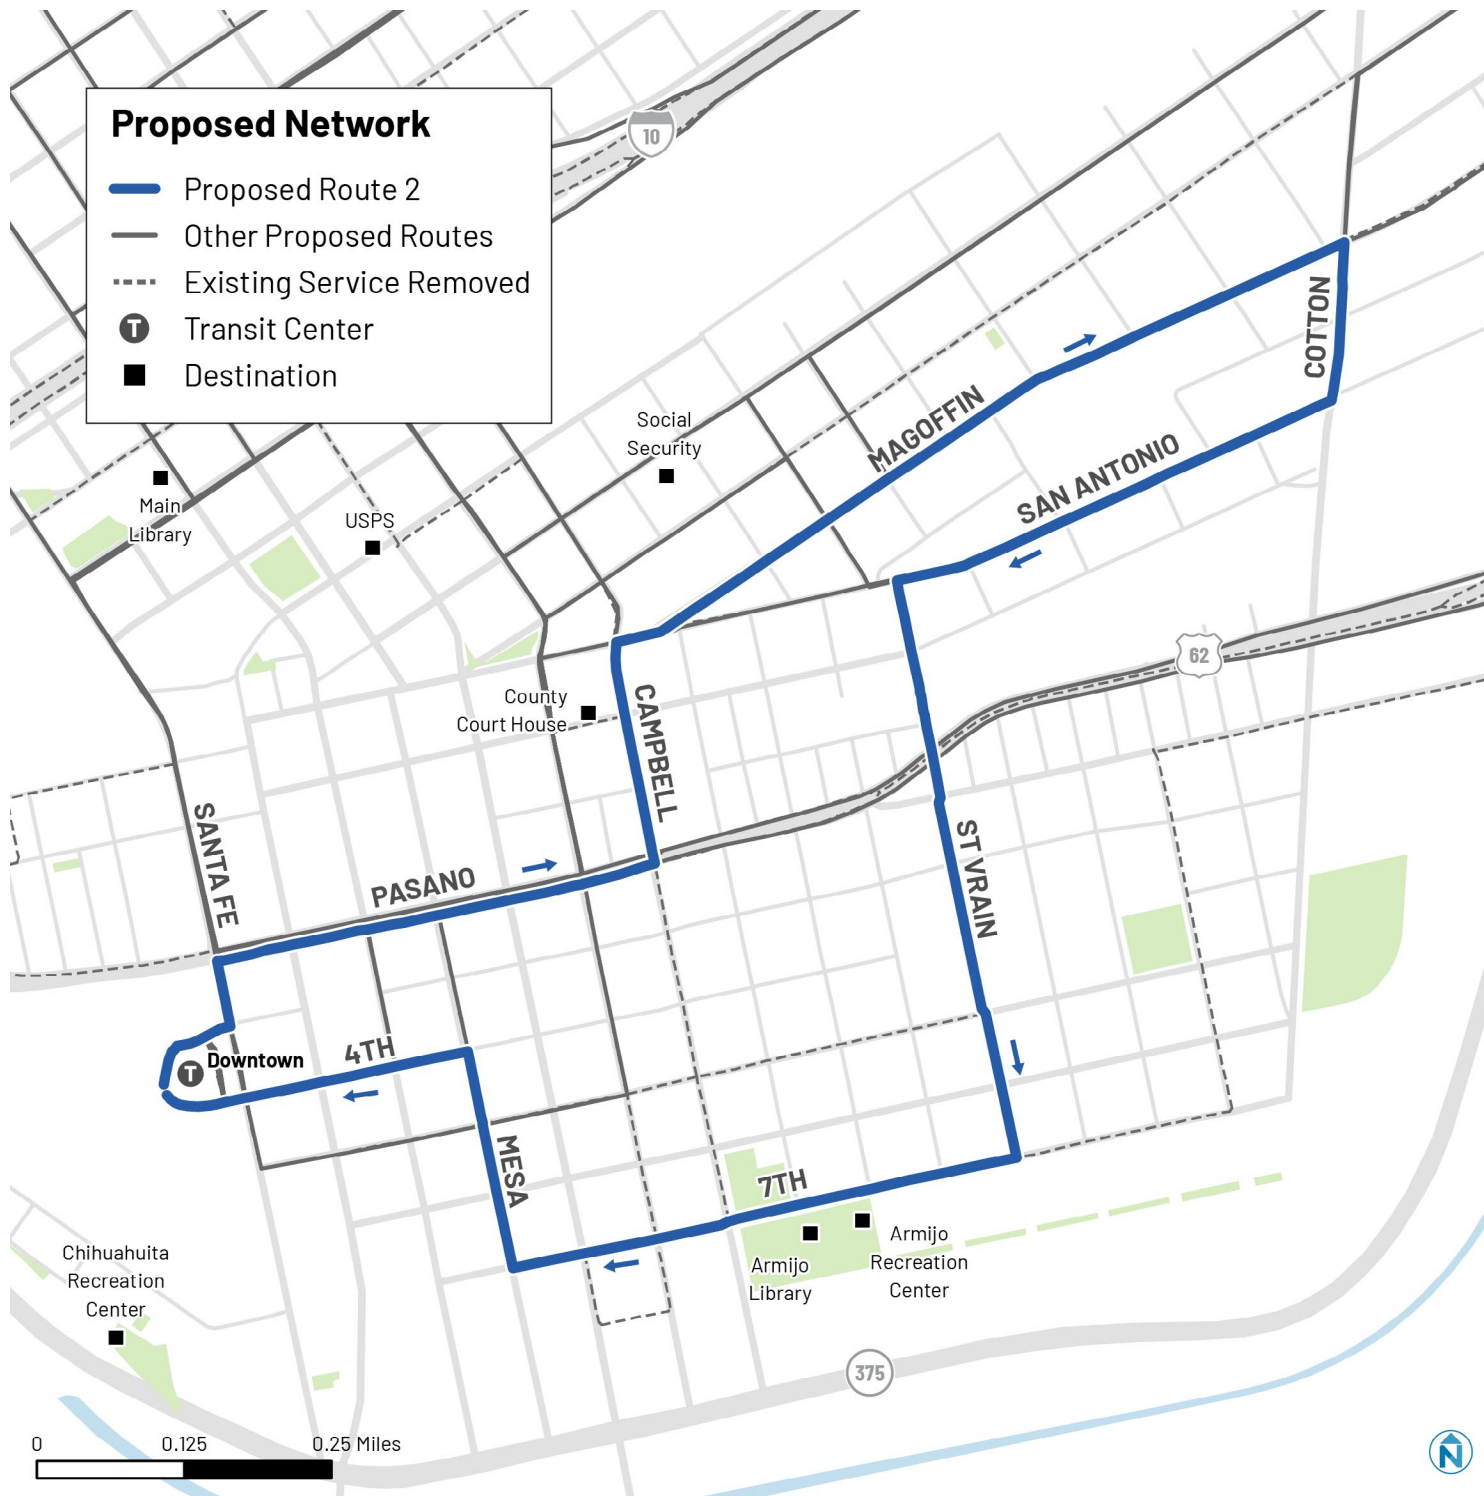 Proposed Network
Proposed Route 2
Other Proposed Routes
Existing Service Removed
T
Transit Center
Destination
10
COTTON
MAGOFFIN
Social
Security
SAN ANTONIO
Main
Library
USPS
62
County
Court House
CAMPBELL
SANTA FE
ST VRAIN
PASANO
4TH
Downtown
T
MESA
7TH
Armijo
Library
Armijo
Recreation
Center
Chihuahuita
Recreation
Center
375
0
0.125
0.25 Miles
N